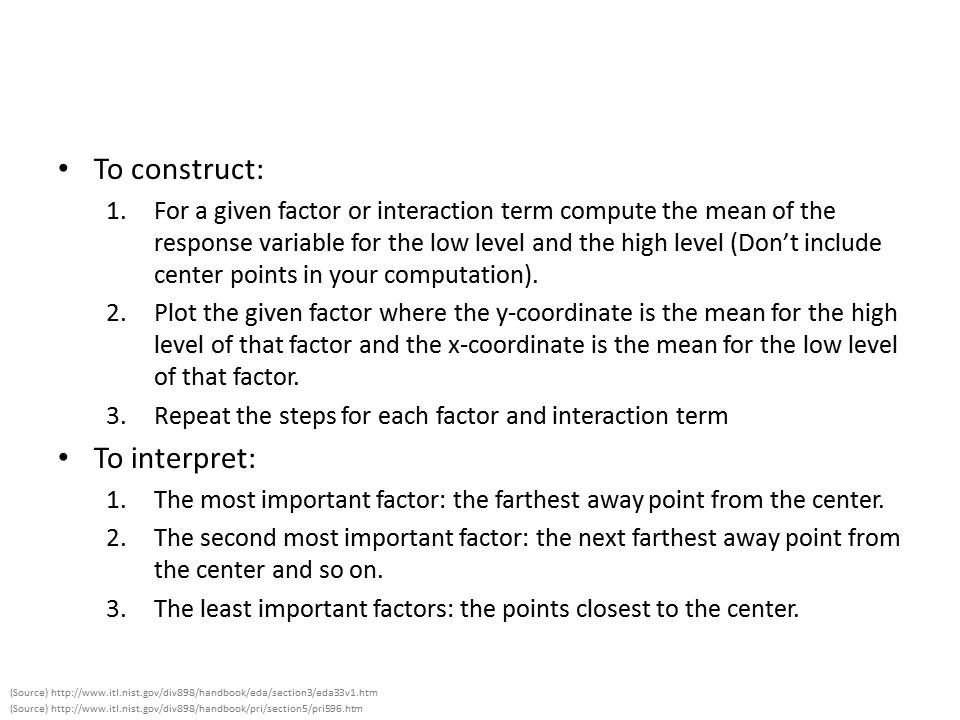 • To construct:
1. For a given factor or interaction term compute the mean of the
response variable for the low level and the high level (Don’t include
center points in your computation).
2. Plot the given factor where the y-coordinate is the mean for the high
level of that factor and the x-coordinate is the mean for the low level
of that factor.
3. Repeat the steps for each factor and interaction term
• To interpret:
1. The most important factor: the farthest away point from the center.
2. The second most important factor: the next farthest away point from
the center and so on.
3. The least important factors: the points closest to the center.
(Source) http://www.itl.nist.gov/div898/handbook/eda/section3/eda33v1.htm
(Source) http://www.itl.nist.gov/div898/handbook/pri/section5/pri596.htm